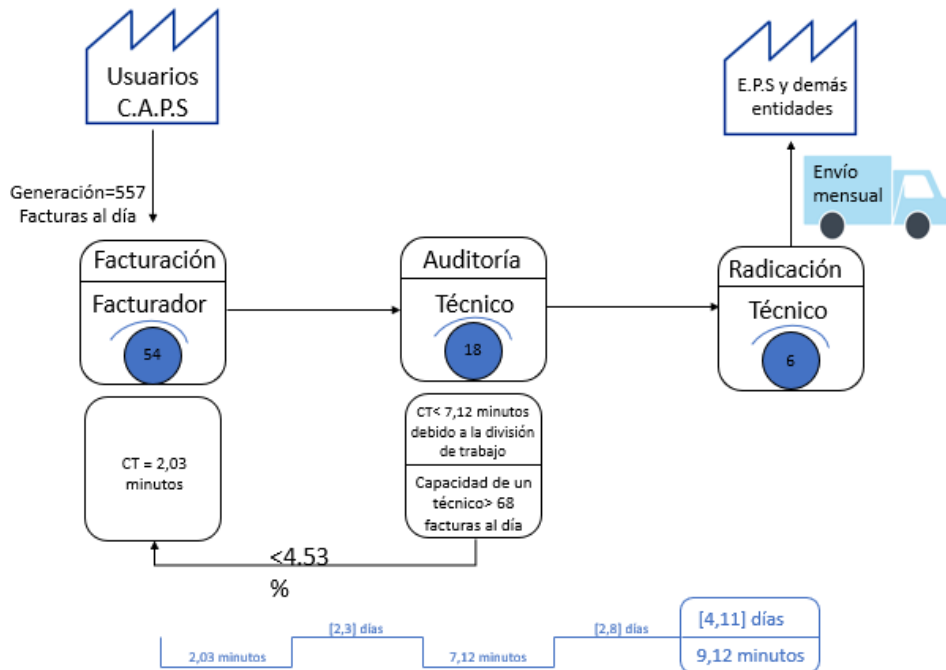 Usuarios
C.A.P.S
E.P.S y demás
entidades
Generación=557
Facturas al día
Envío
mensual
Facturación
Facturador
54
Auditoría
Técnico
18
Radicación
Técnico
6
CT = 2,03
minutos
CT< 7,12 minutos
debido a la división
de trabajo
Capacidad de un
técnico> 68
facturas al día
<4.53
%
2,03 minutos
[2,3] días
7,12 minutos
[2,8] días
[4,11] días
9,12 minutos